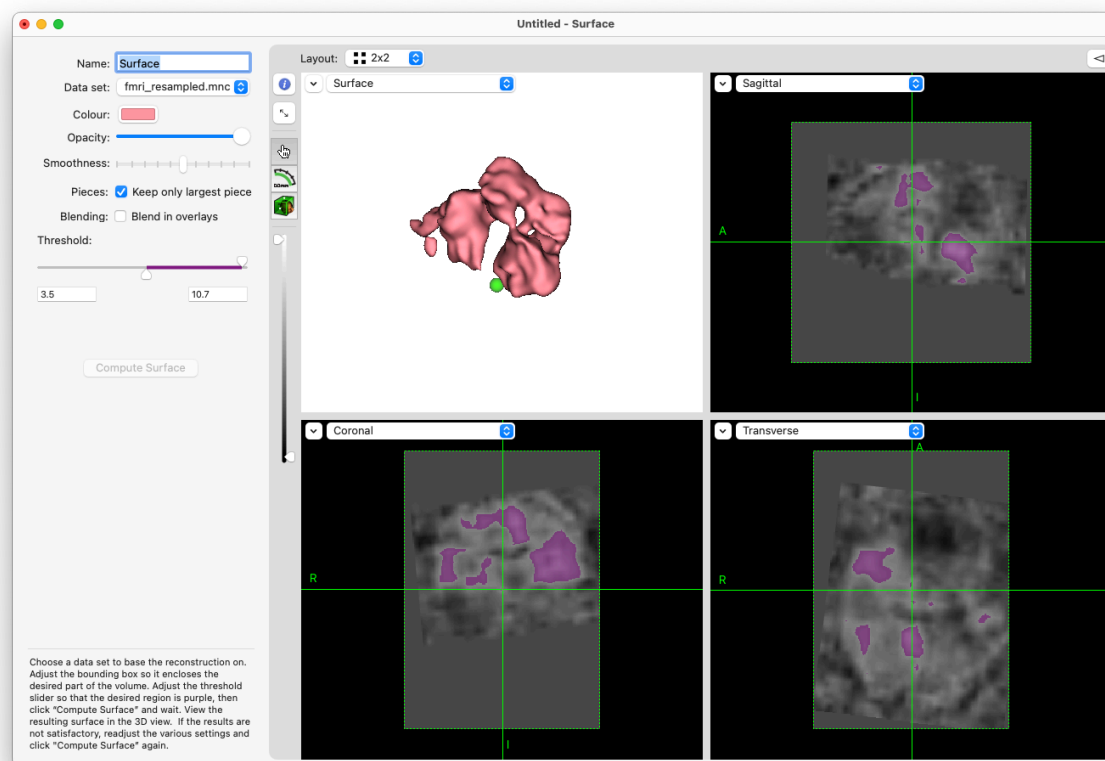 Untitled - Surface
Name: Surface
Data set: fmri_resampled.mnc
Colour:
Opacity:
Smoothness:
Pieces: Keep only largest piece
Blending: Blend in overlays
Threshold:
3.5 10.7
Compute Surface
Choose a data set to base the reconstruction on.
Adjust the bounding box so it encloses the
desired part of the volume. Adjust the threshold
slider so that the desired region is purple, then
click "Compute Surface" and wait. View the
resulting surface in the 3D view. If the results are
not satisfactory, readjust the various settings and
click "Compute Surface" again.
Layout: 2x2
Surface
Sagittal
A
I
Coronal
R
I
Transverse
A
R